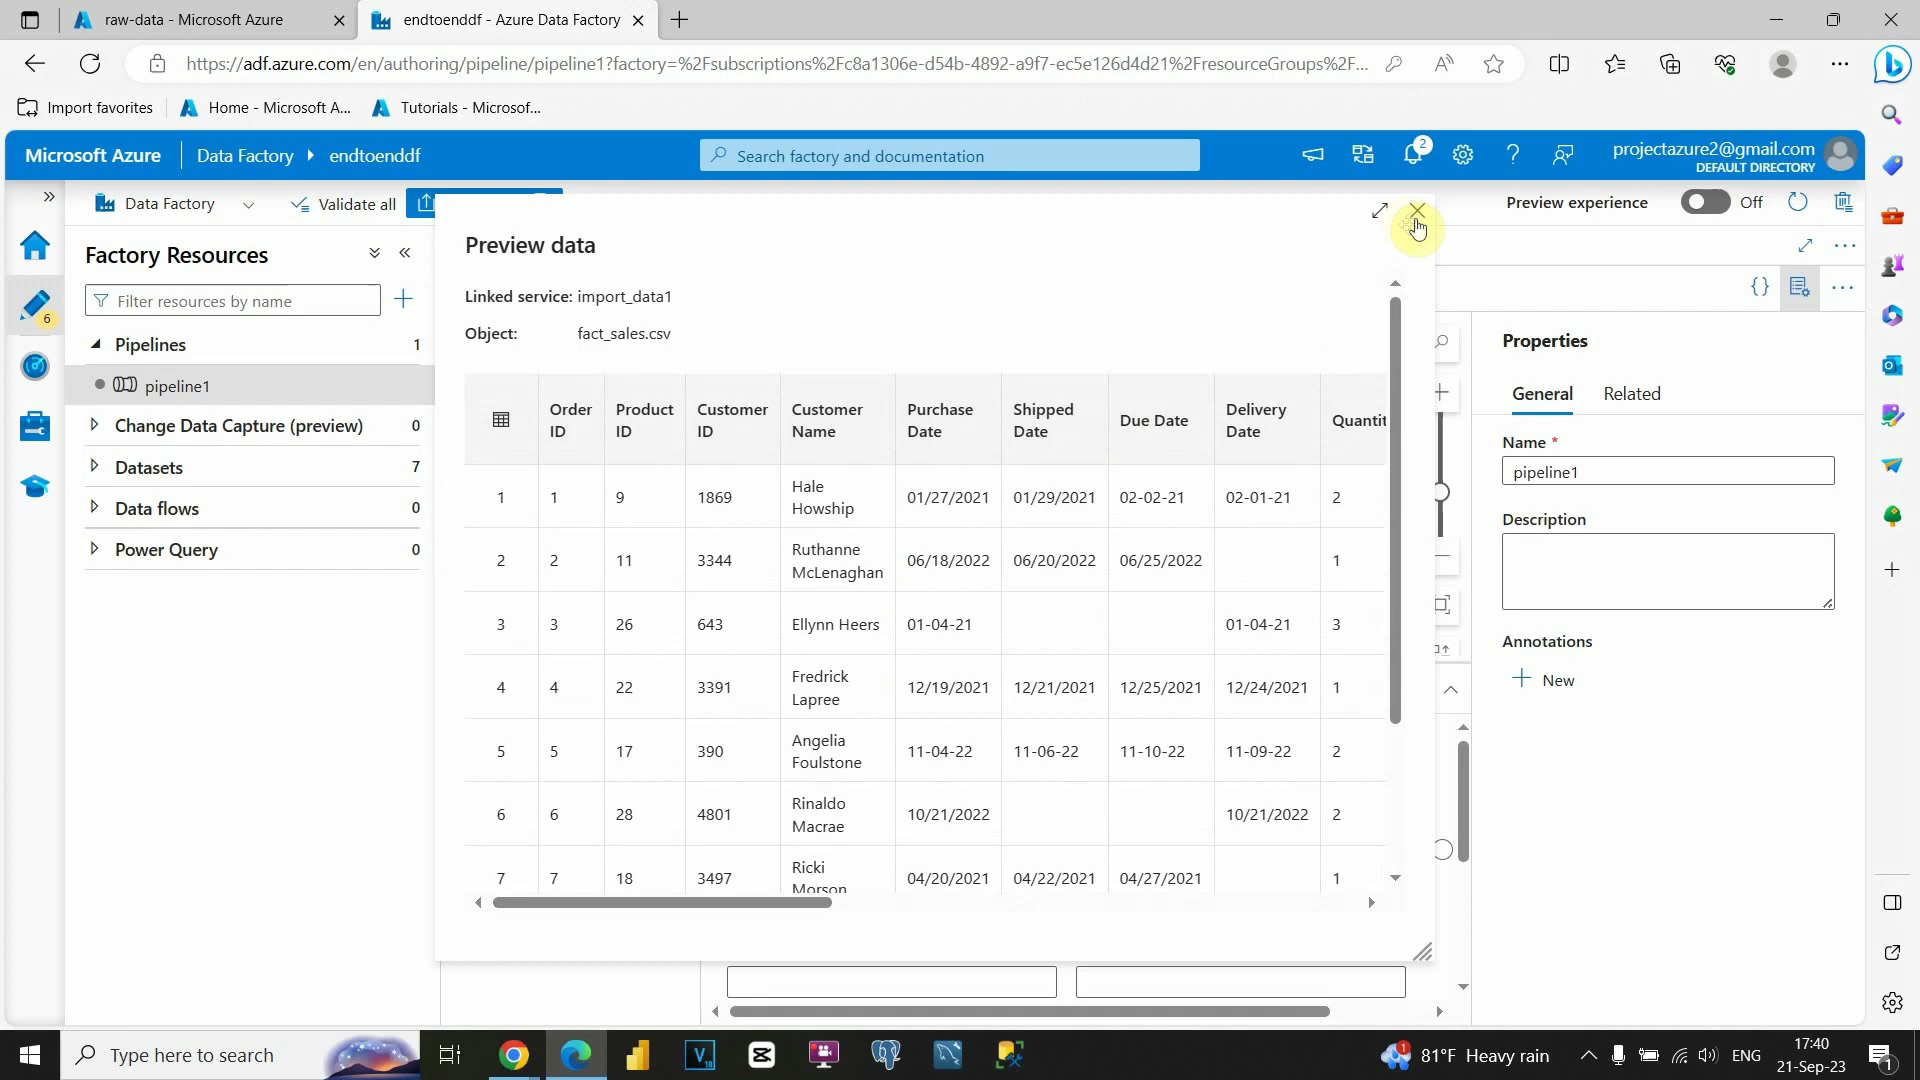 raw-data - Microsoft Azure
endtoenddf - Azure Data Factory
https://adf.azure.com/en/authoring/pipeline/pipeline1?factory=%2Fsubscriptions%2Fc8a1306e-d54b-4892-a9f7-ec5e126d4d21%2FresourceGroups%2F...
Import favorites
Home - Microsoft A...
Tutorials - Microsof...
Microsoft Azure
Data Factory
endtoenddf
Search factory and documentation
2
projectazure2@gmail.com
DEFAULT DIRECTORY
Data Factory
Validate all
Preview experience
Off
6
Factory Resources
Filter resources by name
Pipelines 1
pipeline1
Change Data Capture (preview) 0
Datasets 7
Data flows 0
Power Query 0
Preview data
Linked service: import_data1
Object: fact_sales.csv
Order ID Product ID Customer ID Customer Name Purchase Date Shipped Date Due Date Delivery Date Quantit
1 1 9 1869 Hale Howship 01/27/2021 01/29/2021 02-02-21 02-01-21 2
2 2 11 3344 Ruthanne McLenaghan 06/18/2022 06/20/2022 06/25/2022 1
3 3 26 643 Ellynn Heers 01-04-21 01-04-21 3
4 4 22 3391 Fredrick Lapree 12/19/2021 12/21/2021 12/25/2021 12/24/2021 1
5 5 17 390 Angelia Foulstone 11-04-22 11-06-22 11-10-22 11-09-22 2
6 6 28 4801 Rinaldo Macrae 10/21/2022 10/21/2022 2
7 7 18 3497 Ricki Morson 04/20/2021 04/22/2021 04/27/2021 1
Properties
General Related
Name *
pipeline1
Description
Annotations
New
Type here to search
81°F Heavy rain
1
ENG
17:40
21-Sep-23
1